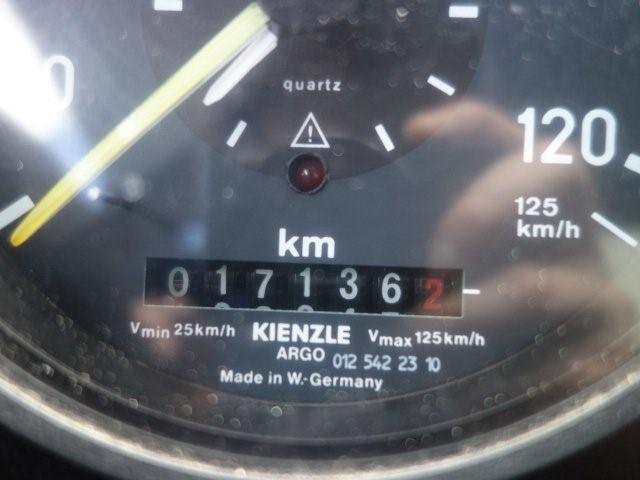 0
quartz
120
125
km/h
km
0171362
Vmin 25km/h KIENZLE Vmax 125km/h
ARGO 012 542 23 10
Made in W.-Germany